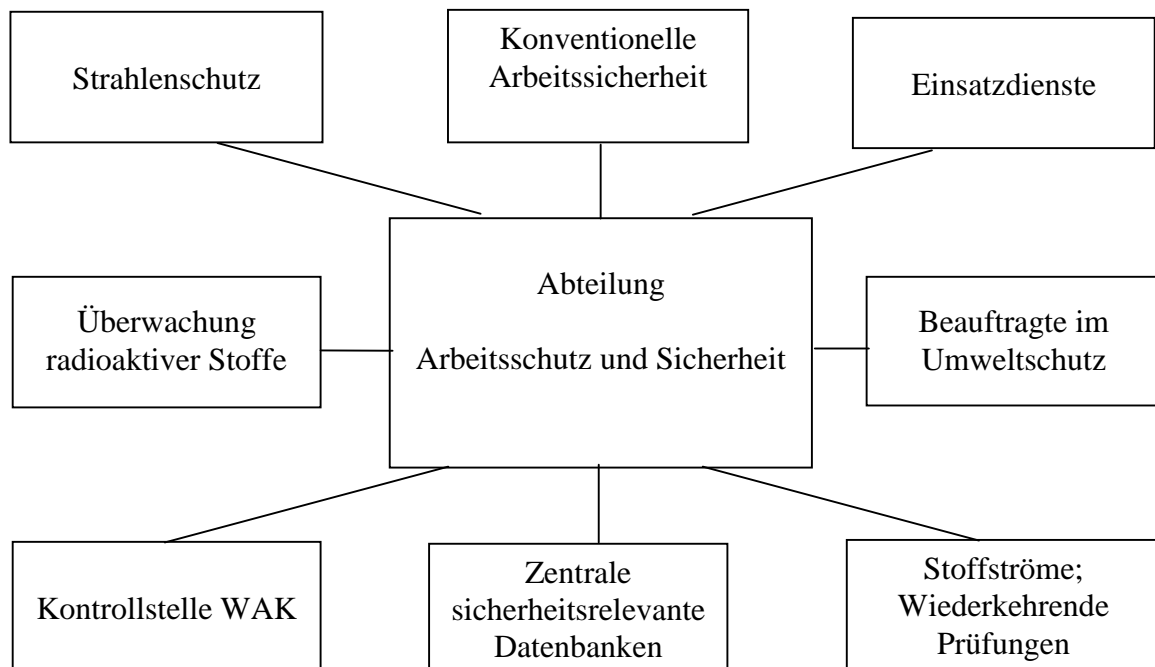 Strahlenschutz
Konventionelle
Arbeitssicherheit
Einsatzdienste
Überwachung
radioaktiver Stoffe
Abteilung
Arbeitsschutz und Sicherheit
Beauftragte im
Umweltschutz
Kontrollstelle WAK
Zentrale
sicherheitsrelevante
Datenbanken
Stoffströme;
Wiederkehrende
Prüfungen